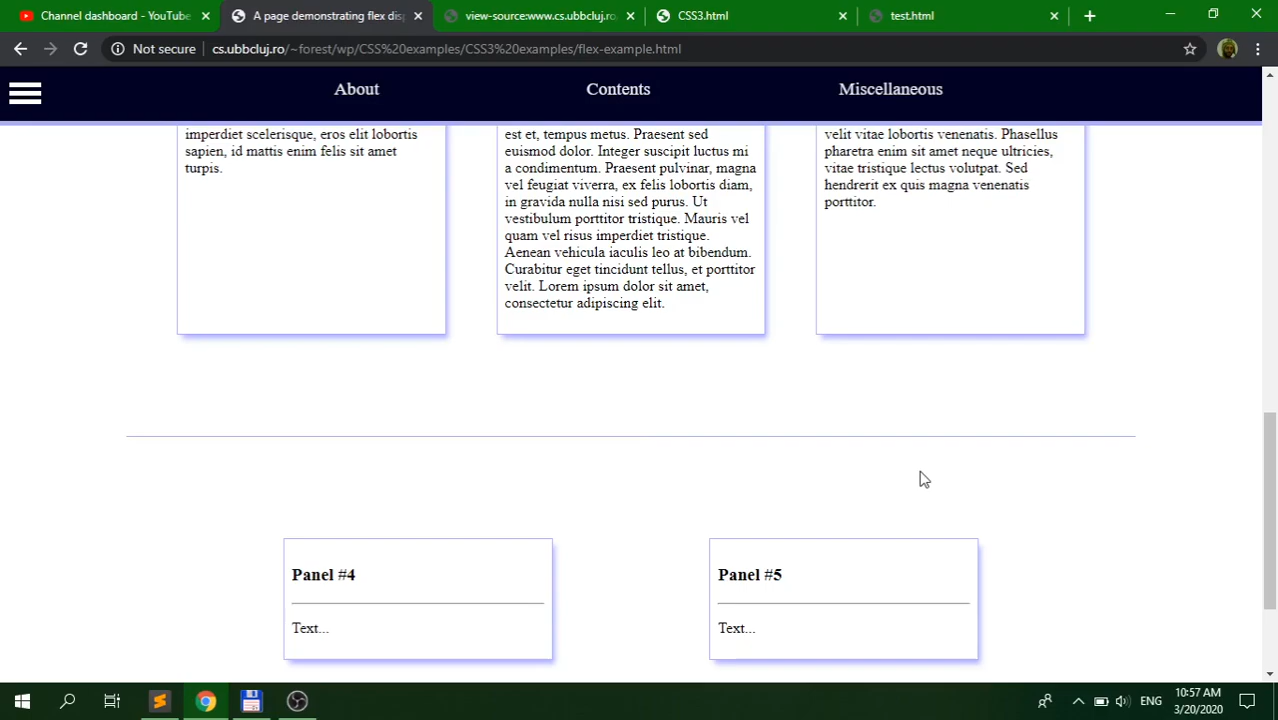 Channel dashboard - YouTube
A page demonstrating flex dis
view-source:www.cs.ubbcluj.ro/
CSS3.html
test.html
Not secure
cs.ubbcluj.ro/~forest/wp/CSS%20examples/CSS3%20examples/flex-example.html
About
Contents
Miscellaneous
imperdiet scelerisque, eros elit lobortis
sapien, id mattis enim felis sit amet
turpis.
est et, tempus metus. Praesent sed
euismod dolor. Integer suscipit luctus mi
a condimentum. Praesent pulvinar, magna
vel feugiat viverra, ex felis lobortis diam,
in gravida nulla nisi sed purus. Ut
vestibulum porttitor tristique. Mauris vel
quam vel risus imperdiet tristique.
Aenean vehicula iaculis leo at bibendum.
Curabitur eget tincidunt tellus, et porttitor
velit. Lorem ipsum dolor sit amet,
consectetur adipiscing elit.
velit vitae lobortis venenatis. Phasellus
pharetra enim sit amet neque ultricies,
vitae tristique lectus volutpat. Sed
hendrerit ex quis magna venenatis
porttitor.
Panel #4
Text...
Panel #5
Text...
ENG
10:57 AM
3/20/2020